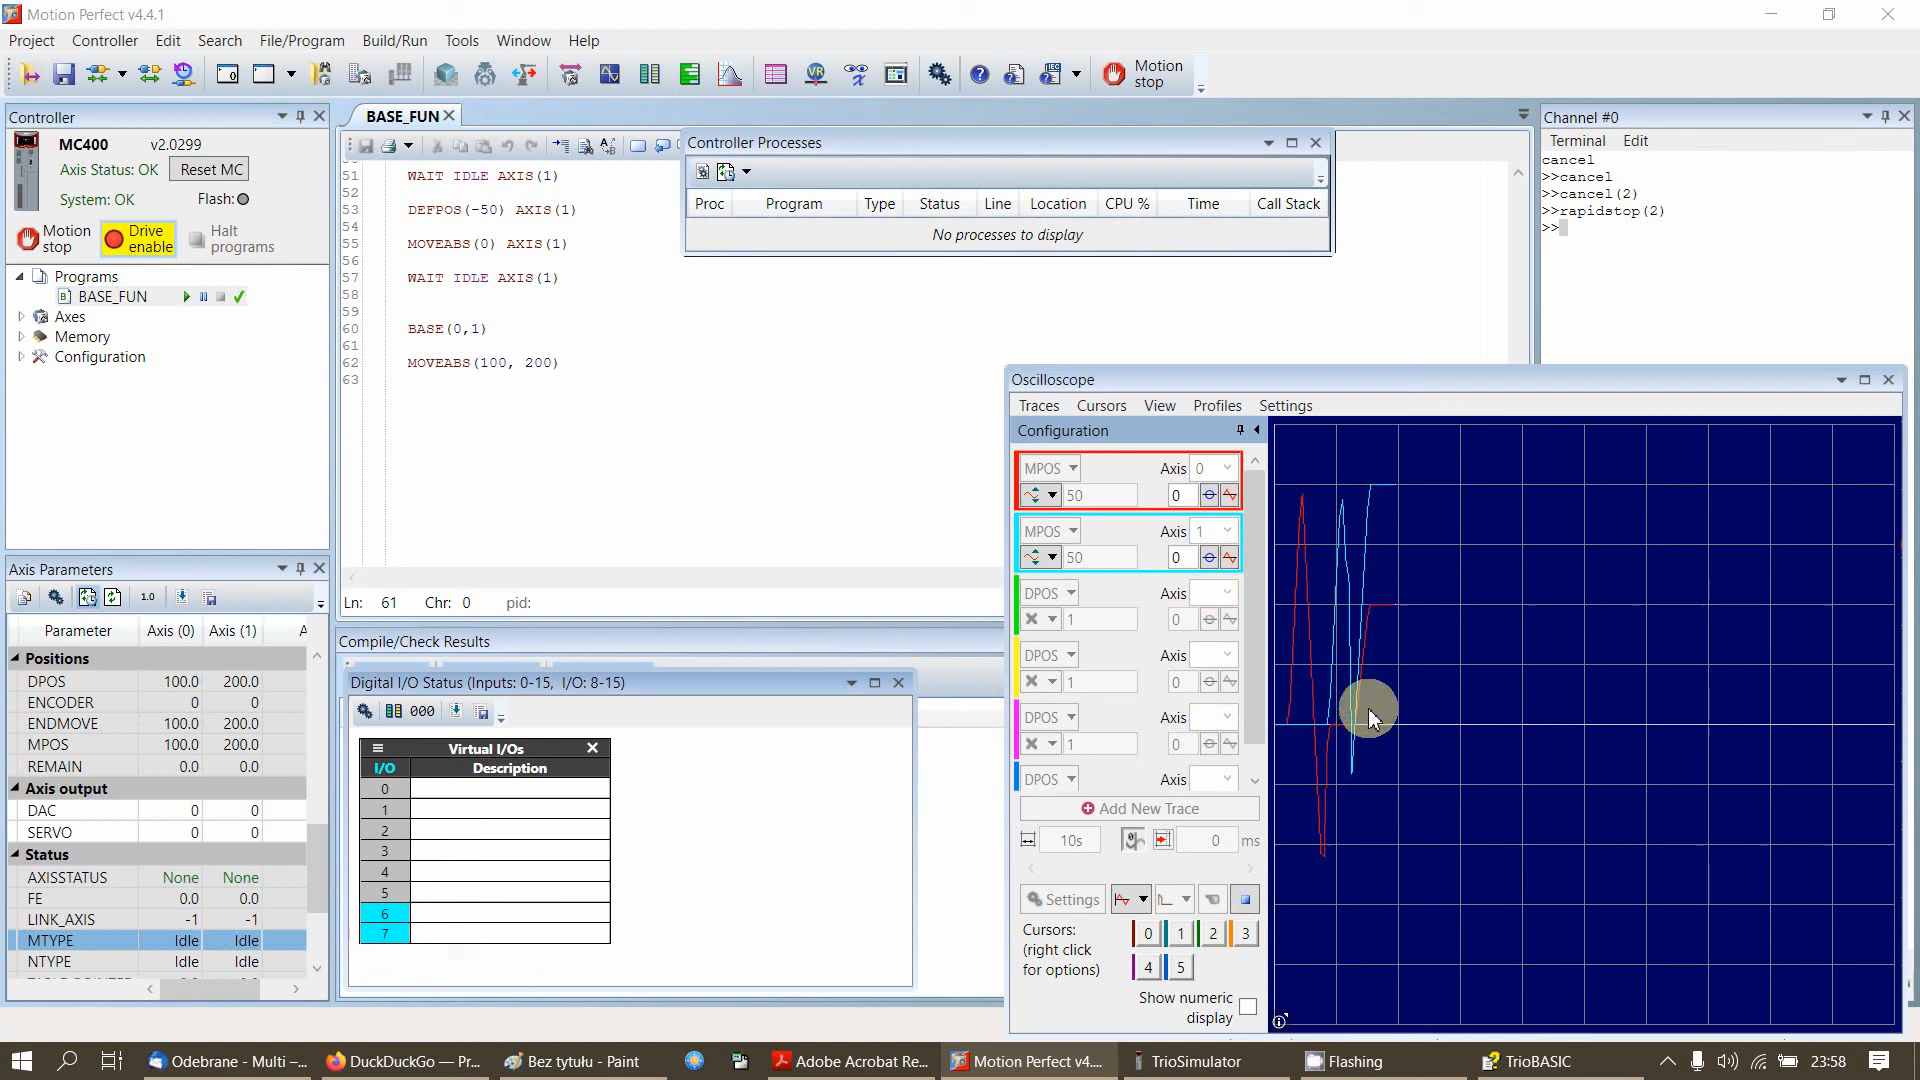 Motion Perfect v4.4.1
Project Controller Edit Search File/Program Build/Run Tools Window Help
Motion stop
Controller
MC400 v2.0299
Axis Status: OK Reset MC
System: OK Flash:
Motion stop Drive enable Halt programs
Programs
BASE_FUN
Axes
Memory
Configuration
Axis Parameters
1.0
Parameter Axis (0) Axis (1) A
Positions
DPOS 100.0 200.0
ENCODER 0 0
ENDMOVE 100.0 200.0
MPOS 100.0 200.0
REMAIN 0.0 0.0
Axis output
DAC 0 0
SERVO 0 0
Status
AXISSTATUS None None
FE 0.0 0.0
LINK_AXIS -1 -1
MTYPE Idle Idle
NTYPE Idle Idle
BASE_FUN
51 WAIT IDLE AXIS(1)
52
53 DEFPOS(-50) AXIS(1)
54
55 MOVEABS(0) AXIS(1)
56
57 WAIT IDLE AXIS(1)
58
59
60 BASE(0,1)
61
62 MOVEABS(100, 200)
63
Ln: 61 Chr: 0 pid:
Controller Processes
Proc Program Type Status Line Location CPU % Time Call Stack
No processes to display
Channel #0
Terminal Edit
cancel
>>cancel
>>cancel(2)
>>rapidstop(2)
>>
Compile/Check Results
Digital I/O Status (Inputs: 0-15, I/O: 8-15)
000
Virtual I/Os
I/O Description
0
1
2
3
4
5
6
7
Oscilloscope
Traces Cursors View Profiles Settings
Configuration
MPOS Axis 0
50 0
MPOS Axis 1
50 0
DPOS Axis
1 0
DPOS Axis
1 0
DPOS Axis
1 0
DPOS Axis
Add New Trace
10s 0 ms
Settings
Cursors: (right click for options)
0 1 2 3
4 5
Show numeric display
Odebrane - Multi –... DuckDuckGo — Pr... Bez tytułu - Paint Adobe Acrobat Re... Motion Perfect v4.... TrioSimulator Flashing TrioBASIC 23:58